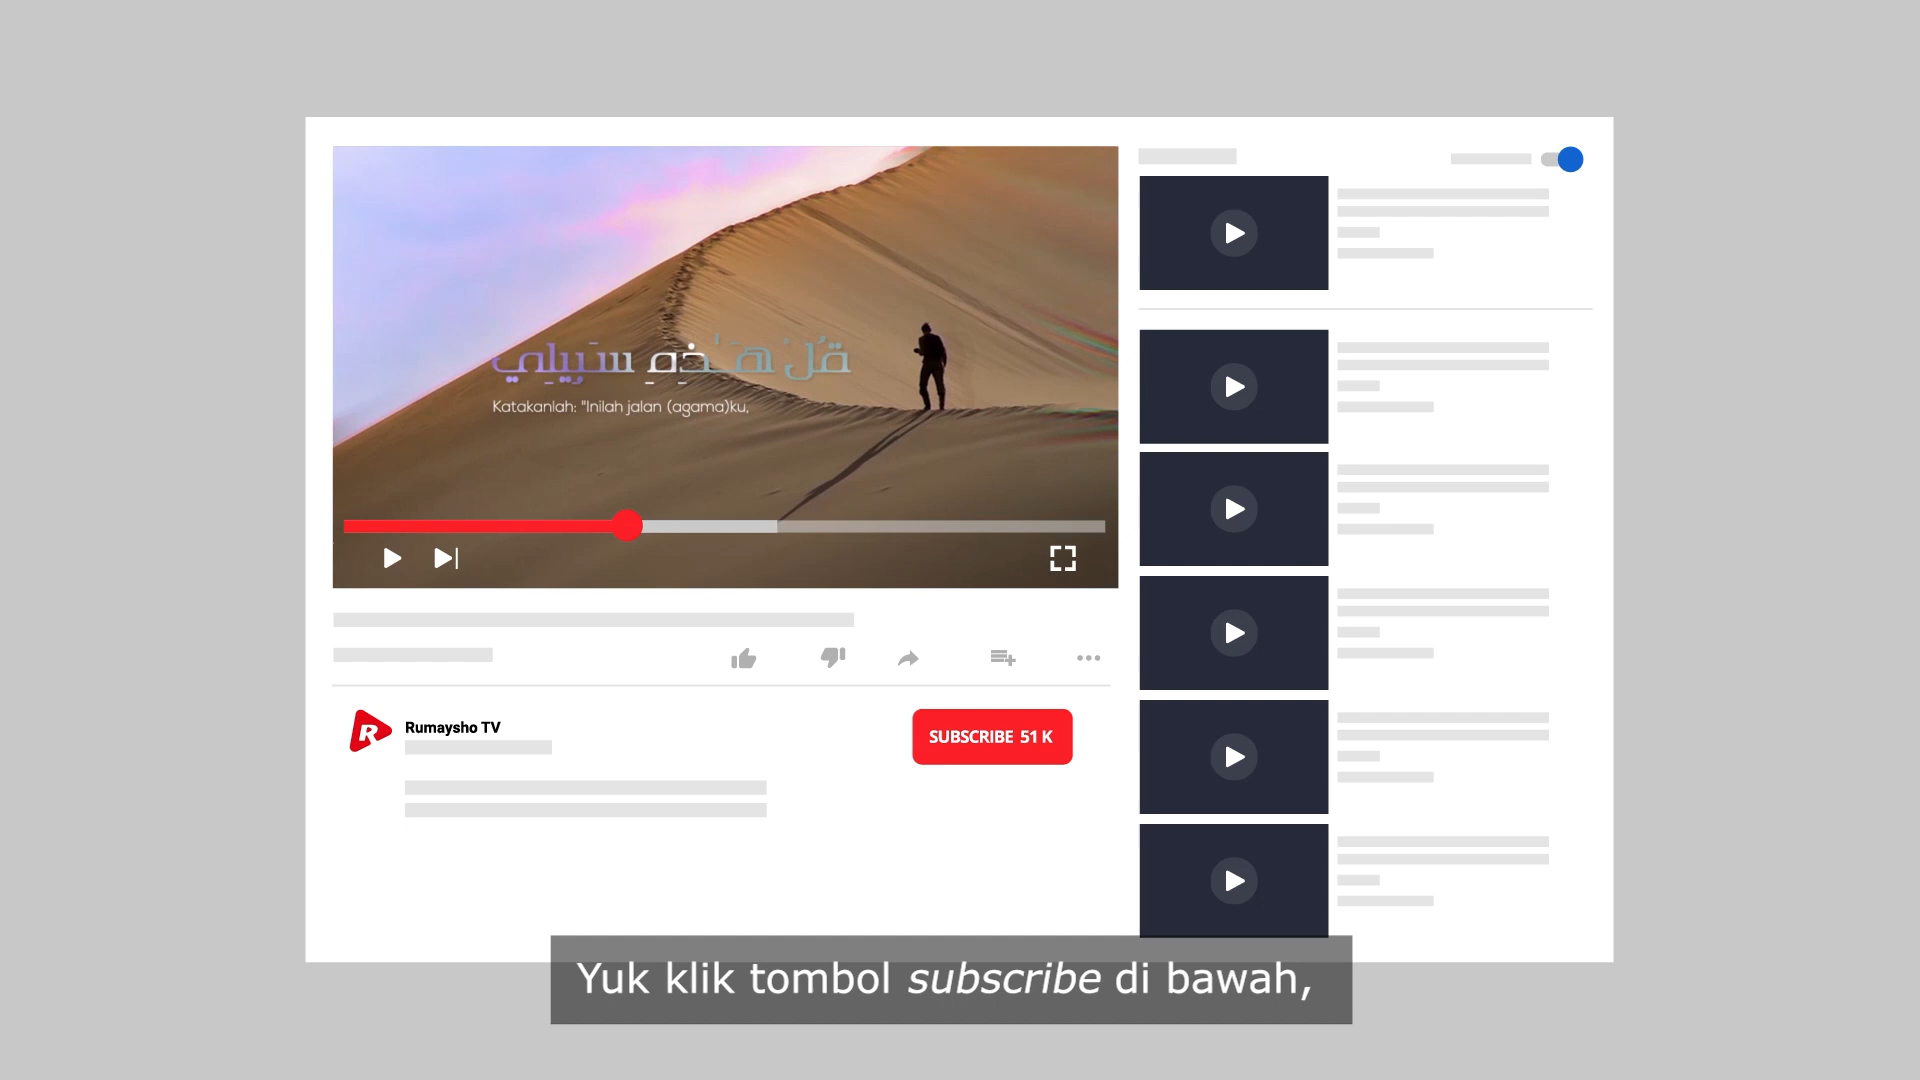 قُلْ هَـٰذِهِ سَبِيلِي
Katakanlah: "Inilah jalan (agama)ku,
R
Rumaysho TV
SUBSCRIBE 51 K
Yuk klik tombol subscribe di bawah,